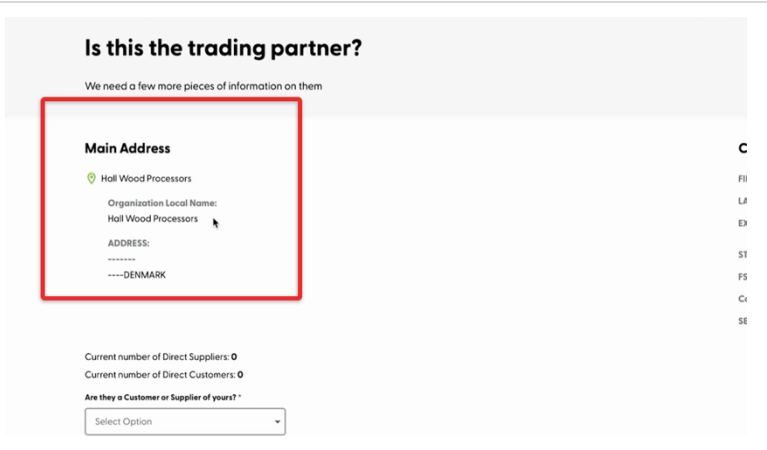 Is this the trading partner?
We need a few more pieces of information on them
Main Address
Hall Wood Processors
Organization Local Name:
Hall Wood Processors
ADDRESS:
-------
----DENMARK
Current number of Direct Suppliers: 0
Current number of Direct Customers: 0
Are they a Customer or Supplier of yours? *
Select Option